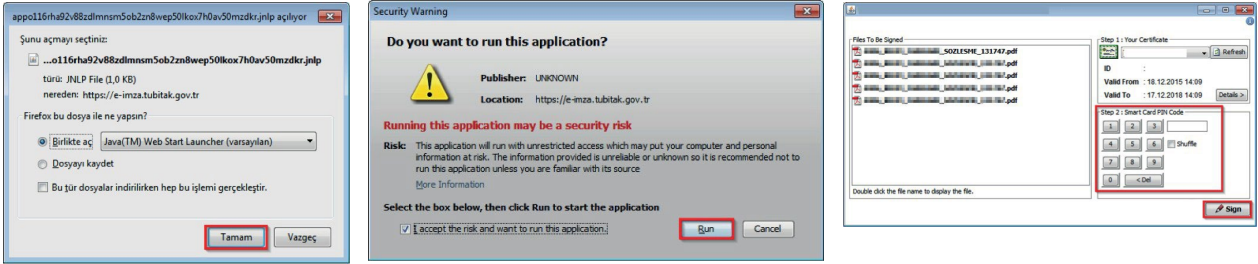 appo116rha92v88zdlmnsm5ob2zn8wep50lkox7h0av50mzdkr.jnlp açılıyor
Şunu açmayı seçtiniz:
...o116rha92v88zdlmnsm5ob2zn8wep50lkox7h0av50mzdkr.jnlp
türü: JNLP File (1,0 KB)
nereden: https://e-imza.tubitak.gov.tr
Firefox bu dosya ile ne yapsın?
Birlikte aç Java(TM) Web Start Launcher (varsayılan)
Dosyayı kaydet
Bu tür dosyalar indirilirken hep bu işlemi gerçekleştir.
Tamam Vazgeç
Security Warning
Do you want to run this application?
Publisher: UNKNOWN
Location: https://e-imza.tubitak.gov.tr
Running this application may be a security risk
Risk: This application will run with unrestricted access which may put your computer and personal
information at risk. The information provided is unreliable or unknown so it is recommended not to
run this application unless you are familiar with its source
More Information
Select the box below, then click Run to start the application
I accept the risk and want to run this application.
Run Cancel
Files To Be Signed
_SOZLESME_131747.pdf
.pdf
.pdf
.pdf
.pdf
Double click the file name to display the file.
Step 1 : Your Certificate
Refresh
ID :
Valid From : 18.12.2015 14:09
Valid To : 17.12.2018 14:09 Details >
Step 2 : Smart Card PIN Code
1 2 3
4 5 6 Shuffle
7 8 9
0 < Del
Sign